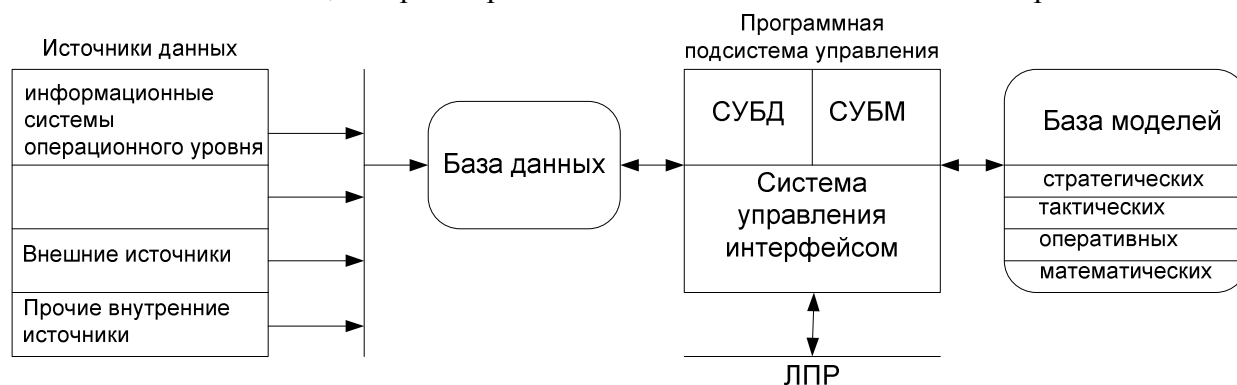 Источники данных
информационные
системы
операционного уровня
Внешние источники
Прочие внутренние
источники
База данных
Программная
подсистема управления
СУБД
СУБМ
Система
управления
интерфейсом
ЛПР
База моделей
стратегических
тактических
оперативных
математических